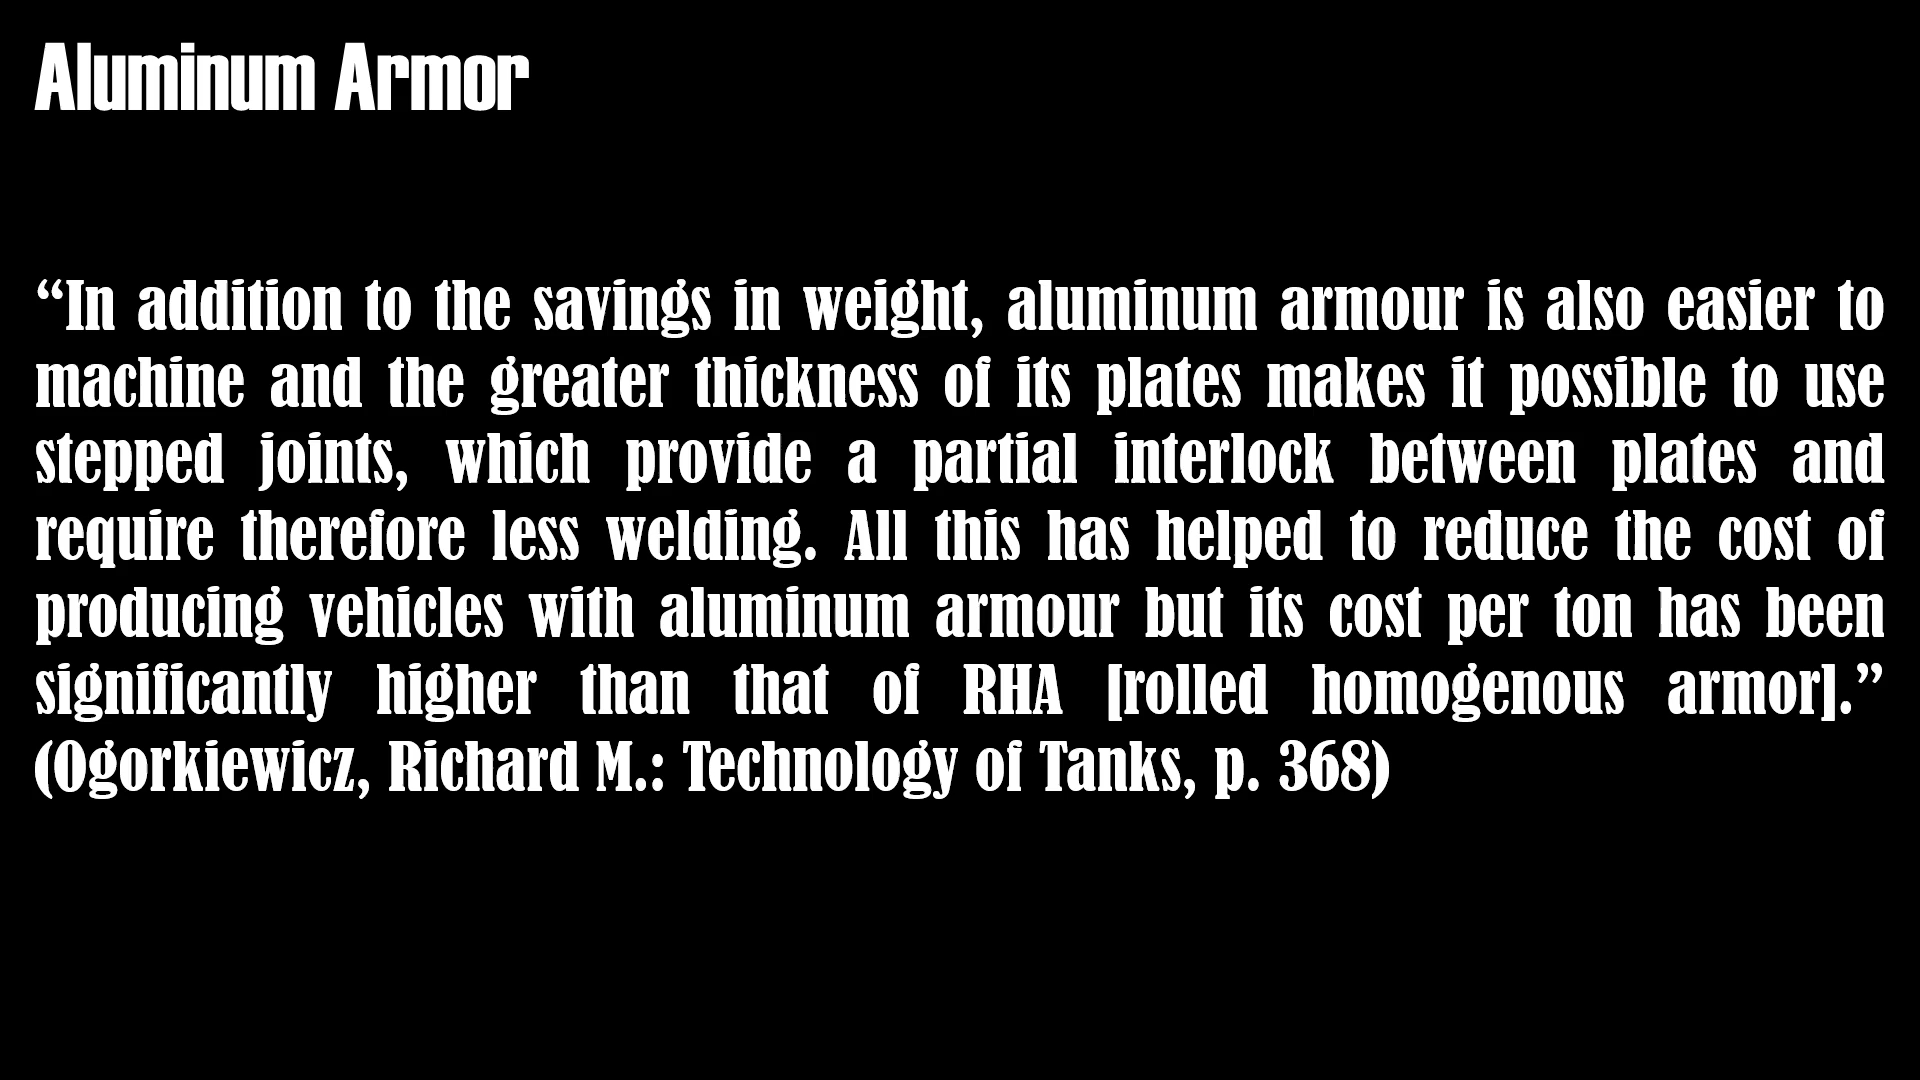 Aluminum Armor
“In addition to the savings in weight, aluminum armour is also easier to
machine and the greater thickness of its plates makes it possible to use
stepped joints, which provide a partial interlock between plates and
require therefore less welding. All this has helped to reduce the cost of
producing vehicles with aluminum armour but its cost per ton has been
significantly higher than that of RHA [rolled homogenous armor].”
(Ogorkiewicz, Richard M.: Technology of Tanks, p. 368)